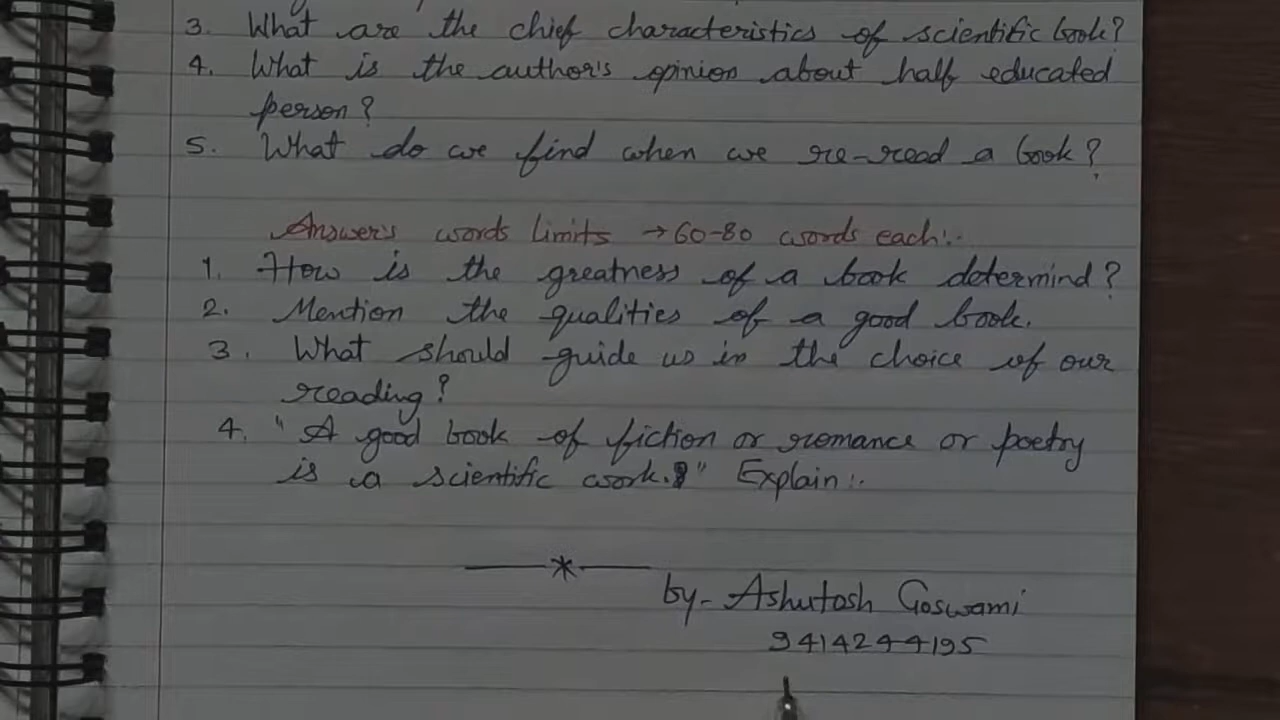 3. What are the chief characteristics of scientific book?
4. What is the author's opinion about half educated
person?
5. What do we find when we re-read a book?
Answer's words limits → 60-80 words each:-
1. How is the greatness of a book determind?
2. Mention the qualities of a good book.
3. What should guide us in the choice of our
reading?
4. "A good book of fiction or romance or poetry
is a scientific work." Explain:-
by- Ashutosh Goswami
9414244195